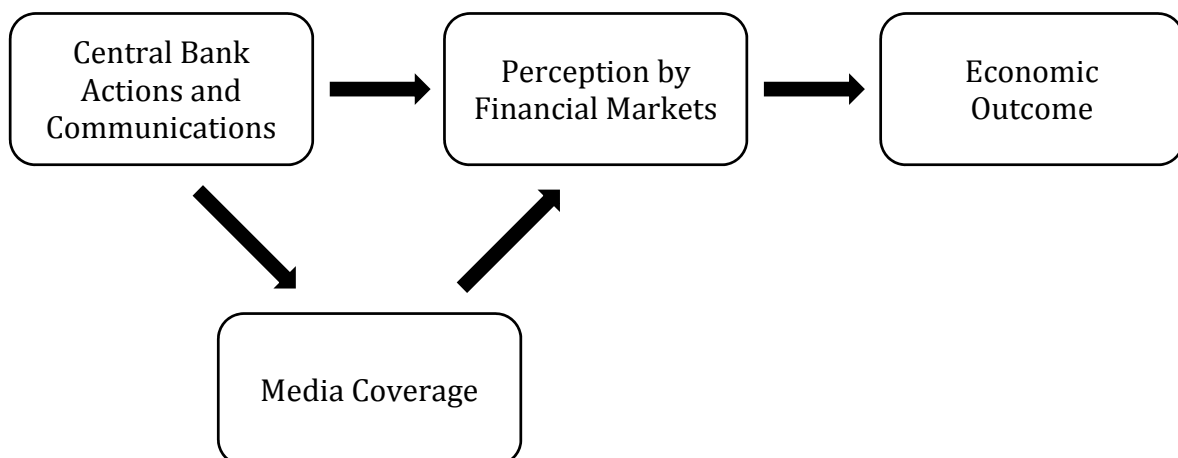 Central Bank
Actions and
Communications
Perception by
Financial Markets
Economic
Outcome
Media Coverage